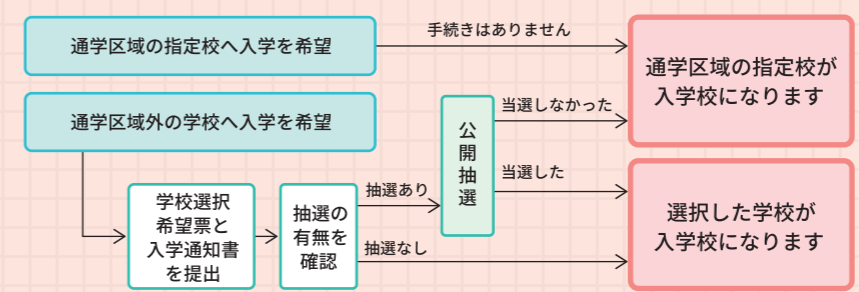 通学区域の指定校へ入学を希望
手続きはありません
通学区域の指定校が
入学校になります
通学区域外の学校へ入学を希望
公開抽選
当選しなかった
当選した
学校選択
希望票と
入学通知書
を提出
抽選の
有無を
確認
抽選あり
抽選なし
選択した学校が
入学校になります